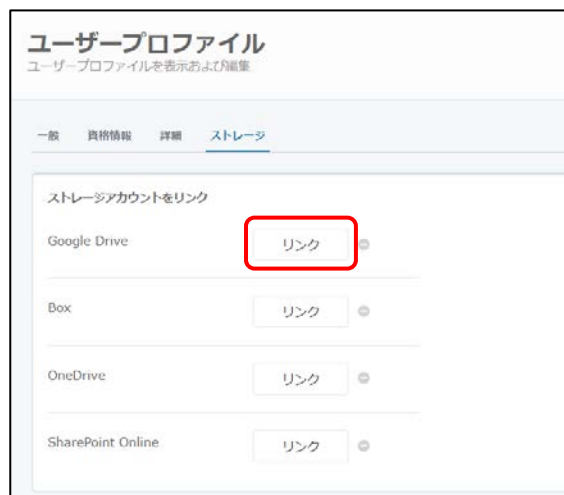 ユーザープロファイル
ユーザープロファイルを表示および編集
一般 資格情報 詳細 ストレージ
ストレージアカウントをリンク
Google Drive リンク
Box リンク
OneDrive リンク
SharePoint Online リンク